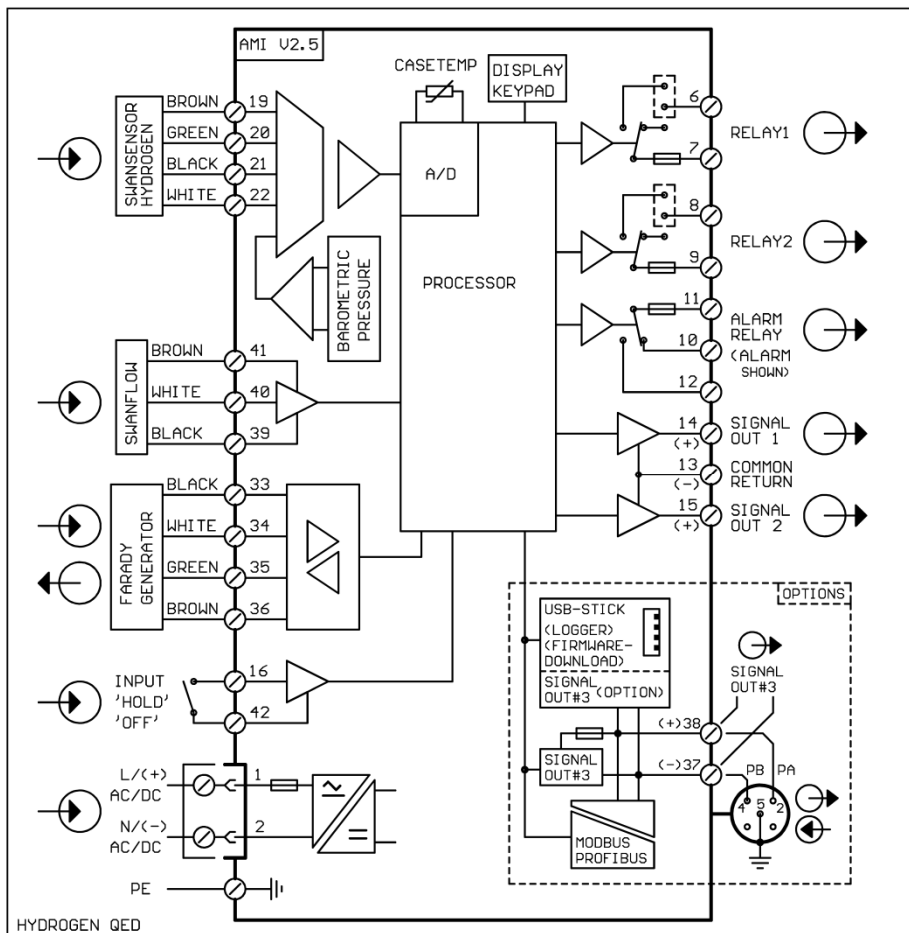 AMI V2.5
CASETEMP
DISPLAY
KEYPAD
SWANSENSOR
HYDROGEN
BROWN 19
GREEN 20
BLACK 21
WHITE 22
A/D
PROCESSOR
BAROMETRIC
PRESSURE
6
7
RELAY1
8
9
RELAY2
11
10
12
ALARM
RELAY
(ALARM
SHOWN)
SWANFLOW
BROWN 41
WHITE 40
BLACK 39
14
(+)
SIGNAL
OUT 1
13
(-)
COMMON
RETURN
15
(+)
SIGNAL
OUT 2
FARADY
GENERATOR
BLACK 33
WHITE 34
GREEN 35
BROWN 36
INPUT
'HOLD'
'OFF'
16
42
L/(+)
AC/DC
1
N/(-)
AC/DC
2
PE
OPTIONS
USB-STICK
(LOGGER)
(FIRMWARE-
DOWNLOAD)
SIGNAL
OUT#3 (OPTION)
SIGNAL
OUT#3
(+)38
(-)37
SIGNAL
OUT#3
PB PA
4 5 2
MODBUS
PROFIBUS
HYDROGEN QED